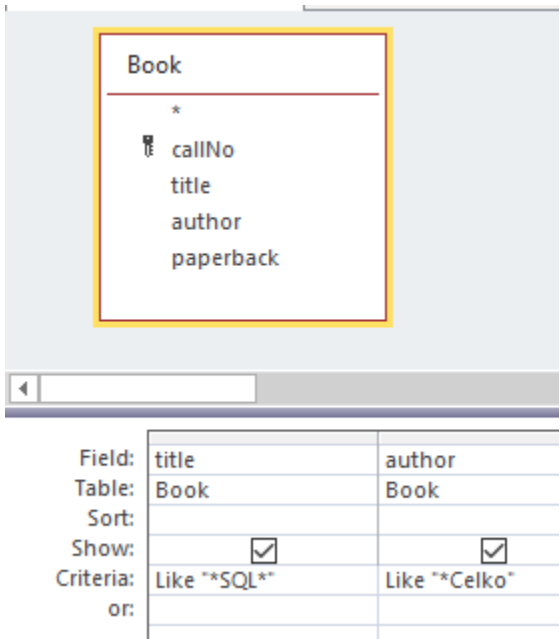 Book
*
callNo
title
author
paperback
Field: title author
Table: Book Book
Sort:
Show:
Criteria: Like "*SQL*" Like "*Celko"
or: